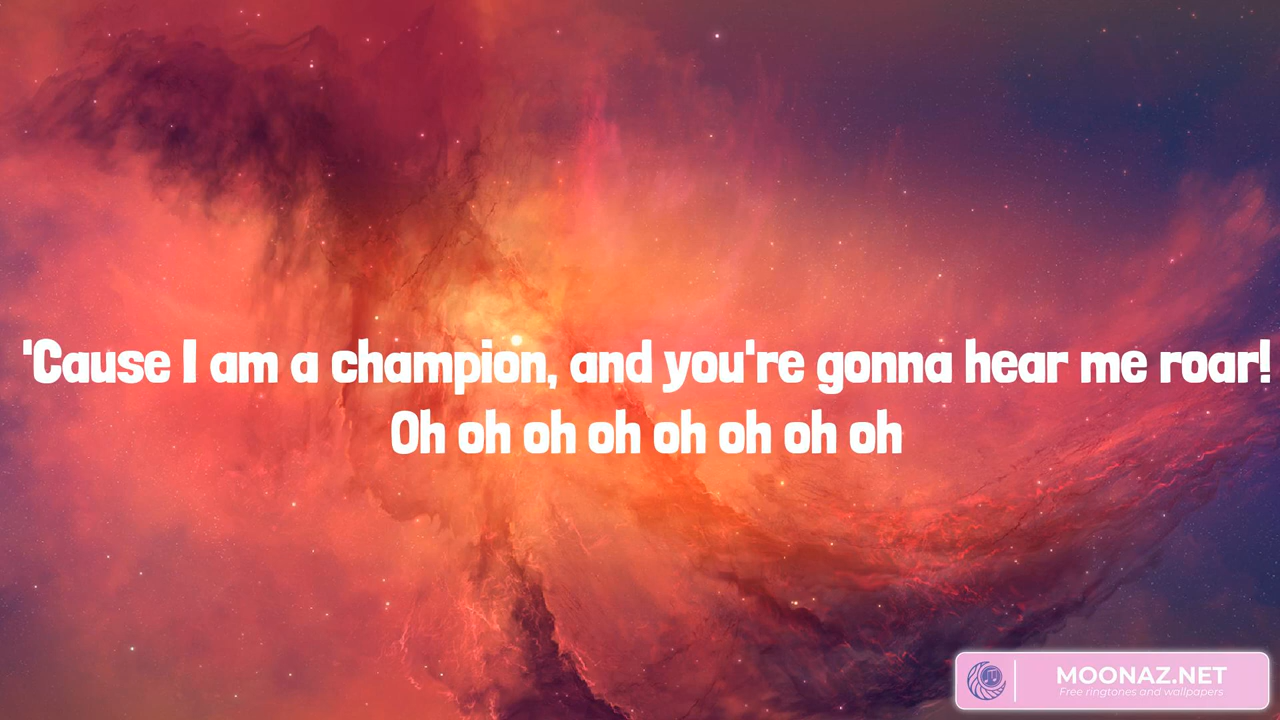 'Cause I am a champion, and you're gonna hear me roar!
Oh oh oh oh oh oh oh oh
MOONAZ.NET
Free ringtones and wallpapers